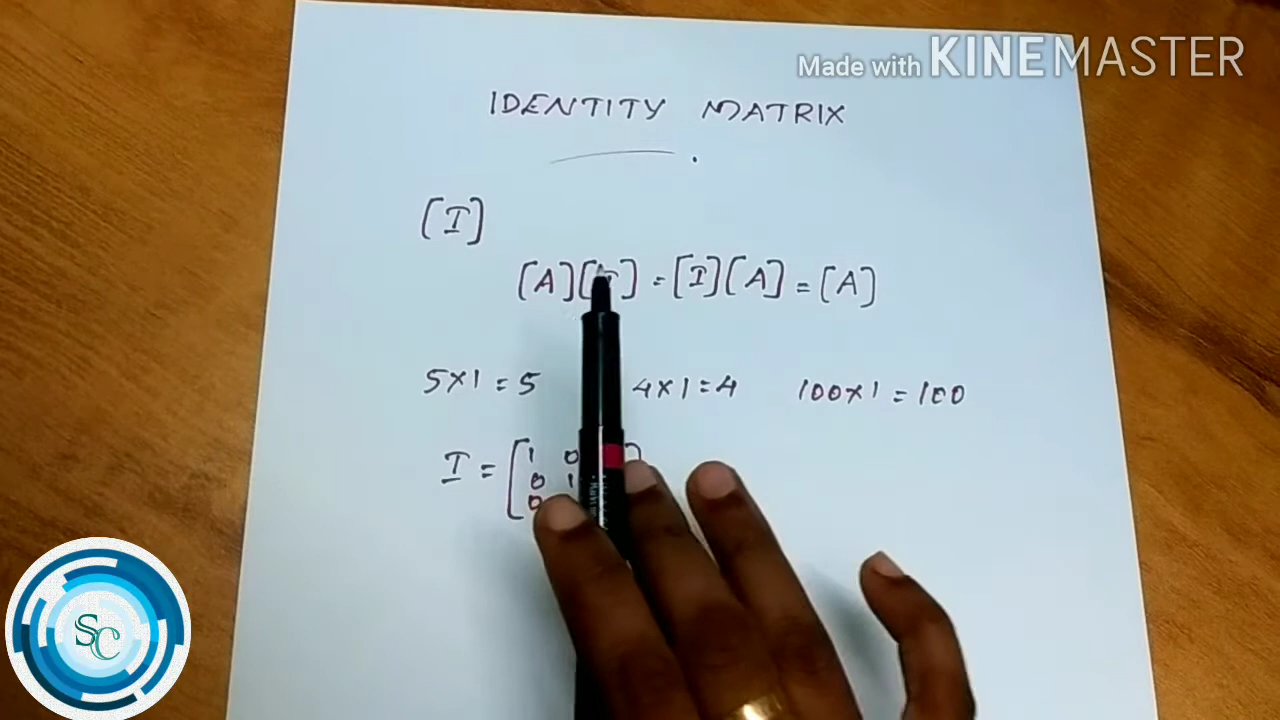 Made with KINEMASTER
IDENTITY MATRIX
[I]
[A][I] = [I][A] = [A]
5×1 = 5 4×1 = 4 100×1 = 100
I = [1 0
0 1
0
SC